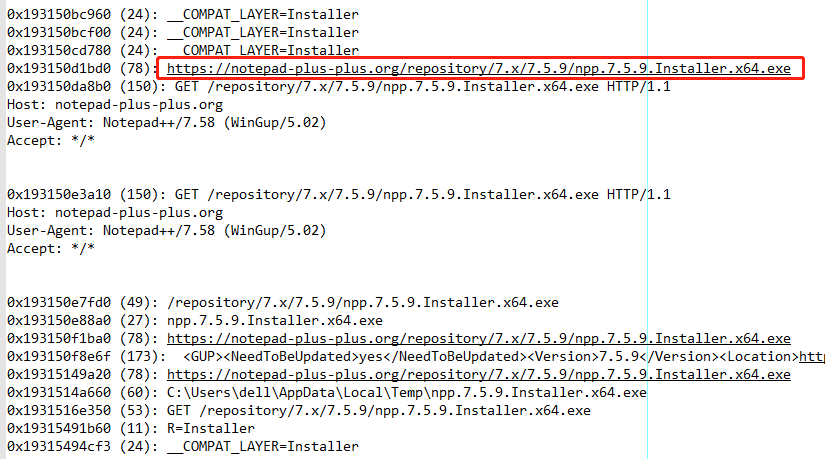 0x193150bc960 (24): __COMPAT_LAYER=Installer
0x193150bcf00 (24): __COMPAT_LAYER=Installer
0x193150cd780 (24): __COMPAT_LAYER=Installer
0x193150d1bd0 (78): https://notepad-plus-plus.org/repository/7.x/7.5.9/npp.7.5.9.Installer.x64.exe
0x193150da8b0 (150): GET /repository/7.x/7.5.9/npp.7.5.9.Installer.x64.exe HTTP/1.1
Host: notepad-plus-plus.org
User-Agent: Notepad++/7.58 (WinGup/5.02)
Accept: */*
0x193150e3a10 (150): GET /repository/7.x/7.5.9/npp.7.5.9.Installer.x64.exe HTTP/1.1
Host: notepad-plus-plus.org
User-Agent: Notepad++/7.58 (WinGup/5.02)
Accept: */*
0x193150e7fd0 (49): /repository/7.x/7.5.9/npp.7.5.9.Installer.x64.exe
0x193150e88a0 (27): npp.7.5.9.Installer.x64.exe
0x193150f1ba0 (78): https://notepad-plus-plus.org/repository/7.x/7.5.9/npp.7.5.9.Installer.x64.exe
0x193150f8e6f (173):  <GUP><NeedToBeUpdated>yes</NeedToBeUpdated><Version>7.5.9</Version><Location>http
0x19315149a20 (78): https://notepad-plus-plus.org/repository/7.x/7.5.9/npp.7.5.9.Installer.x64.exe
0x1931514a660 (60): C:\Users\dell\AppData\Local\Temp\npp.7.5.9.Installer.x64.exe
0x1931516e350 (53): GET /repository/7.x/7.5.9/npp.7.5.9.Installer.x64.exe
0x19315491b60 (11): R=Installer
0x19315494cf3 (24): __COMPAT_LAYER=Installer